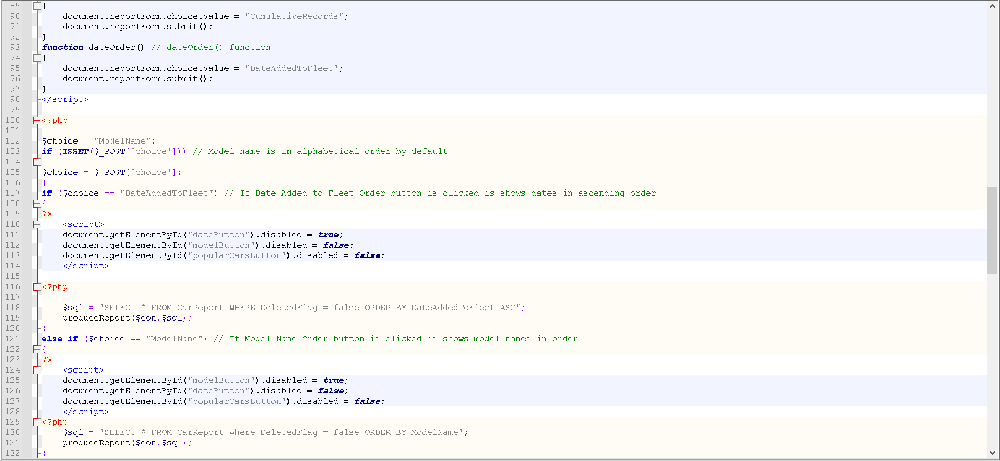 89 {
90     document.reportForm.choice.value = "CumulativeRecords";
91     document.reportForm.submit();
92 }
93 function dateOrder() // dateOrder() function
94 {
95     document.reportForm.choice.value = "DateAddedToFleet";
96     document.reportForm.submit();
97 }
98 </script>
99
100 <?php
101
102 $choice = "ModelName";
103 if (ISSET($_POST['choice'])) // Model name is in alphabetical order by default
104 {
105 $choice = $_POST['choice'];
106 }
107 if ($choice == "DateAddedToFleet") // If Date Added to Fleet Order button is clicked is shows dates in ascending order
108 {
109 ?>
110     <script>
111     document.getElementById("dateButton").disabled = true;
112     document.getElementById("modelButton").disabled = false;
113     document.getElementById("popularCarsButton").disabled = false;
114     </script>
115
116 <?php
117
118     $sql = "SELECT * FROM CarReport WHERE DeletedFlag = false ORDER BY DateAddedToFleet ASC";
119     produceReport($con,$sql);
120 }
121 else if ($choice == "ModelName") // If Model Name Order button is clicked is shows model names in order
122 {
123 ?>
124     <script>
125     document.getElementById("modelButton").disabled = true;
126     document.getElementById("dateButton").disabled = false;
127     document.getElementById("popularCarsButton").disabled = false;
128     </script>
129 <?php
130     $sql = "SELECT * FROM CarReport where DeletedFlag = false ORDER BY ModelName";
131     produceReport($con,$sql);
132 }